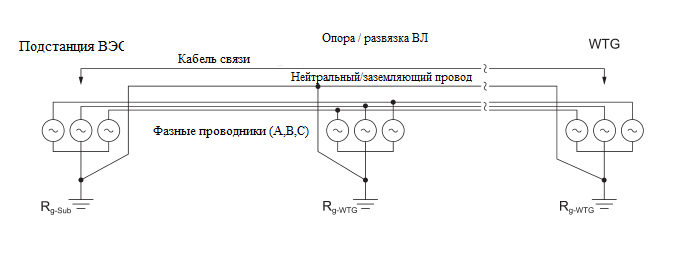 Опора / развязка ВЛ
Подстанция ВЭС
WTG
Кабель связи
Нейтральный/заземляющий провод
Фазные проводники (A,B,C)
Rg-Sub
Rg-WTG
Rg-WTG